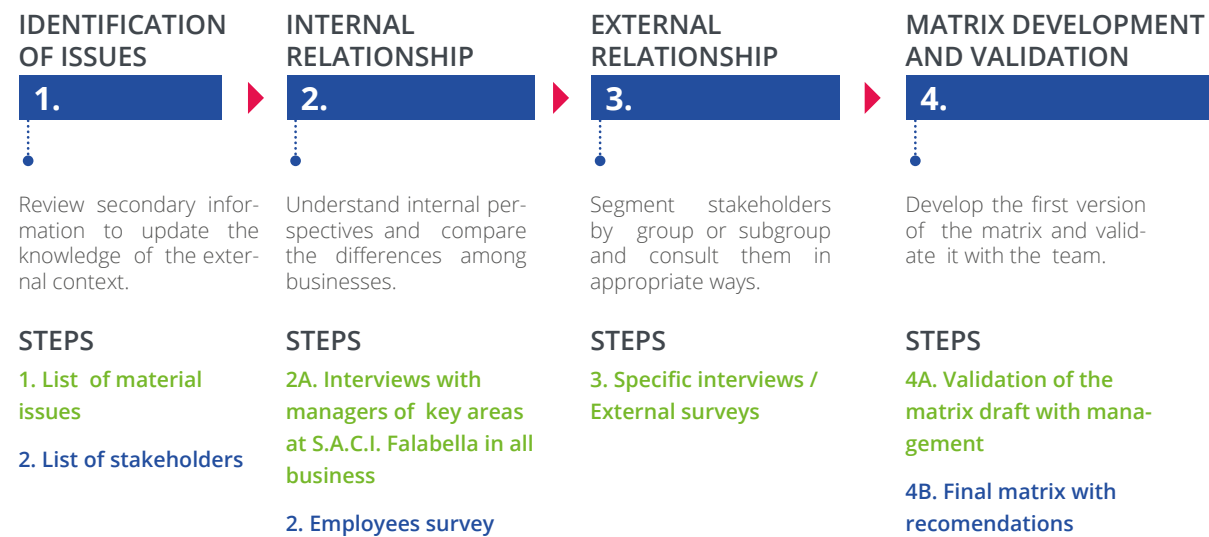 IDENTIFICATION
OF ISSUES
1.
Review secondary infor-
mation to update the
knowledge of the exter-
nal context.
STEPS
1. List of material
issues
2. List of stakeholders
INTERNAL
RELATIONSHIP
2.
Understand internal per-
spectives and compare
the differences among
businesses.
STEPS
2A. Interviews with
managers of key areas
at S.A.C.I. Falabella in all
business
2. Employees survey
EXTERNAL
RELATIONSHIP
3.
Segment stakeholders
by group or subgroup
and consult them in
appropriate ways.
STEPS
3. Specific interviews /
External surveys
MATRIX DEVELOPMENT
AND VALIDATION
4.
Develop the first version
of the matrix and valid-
ate it with the team.
STEPS
4A. Validation of the
matrix draft with mana-
gement
4B. Final matrix with
recomendations